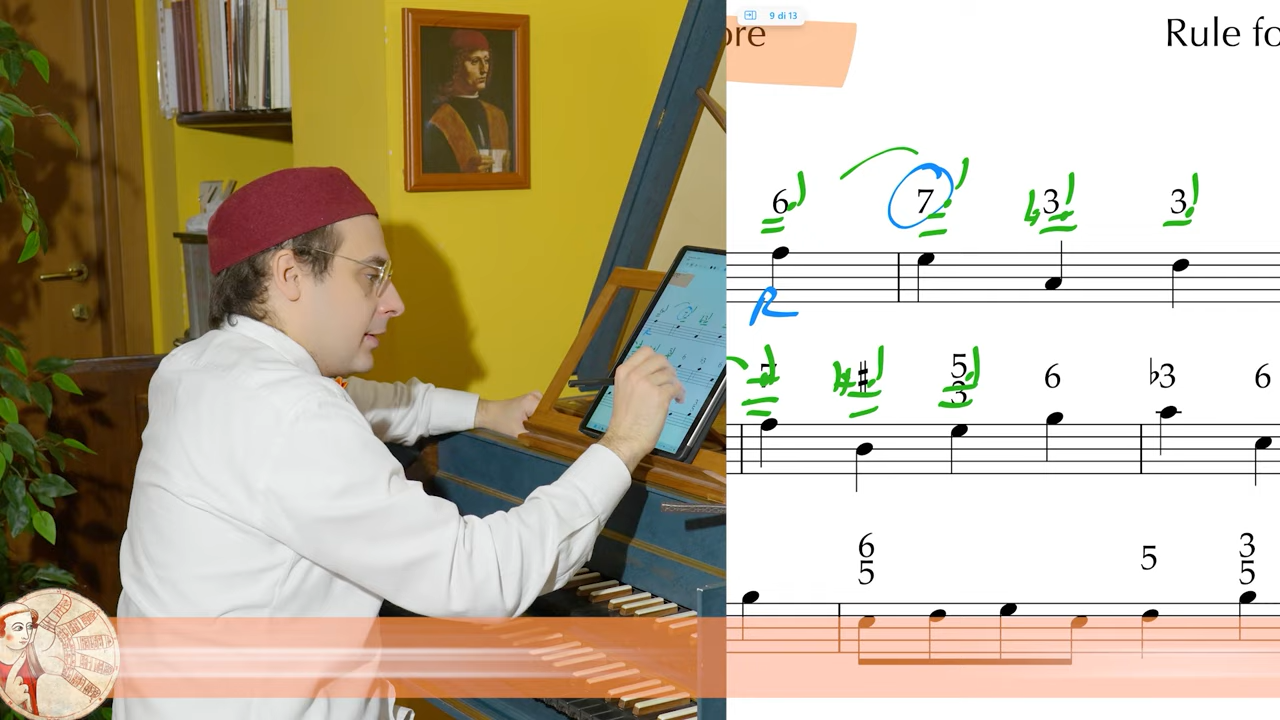 9 di 13
ore Rule fo
6 7 3 3
R
7 # 5 3 6 ♭3 6
6 5 5 3 5